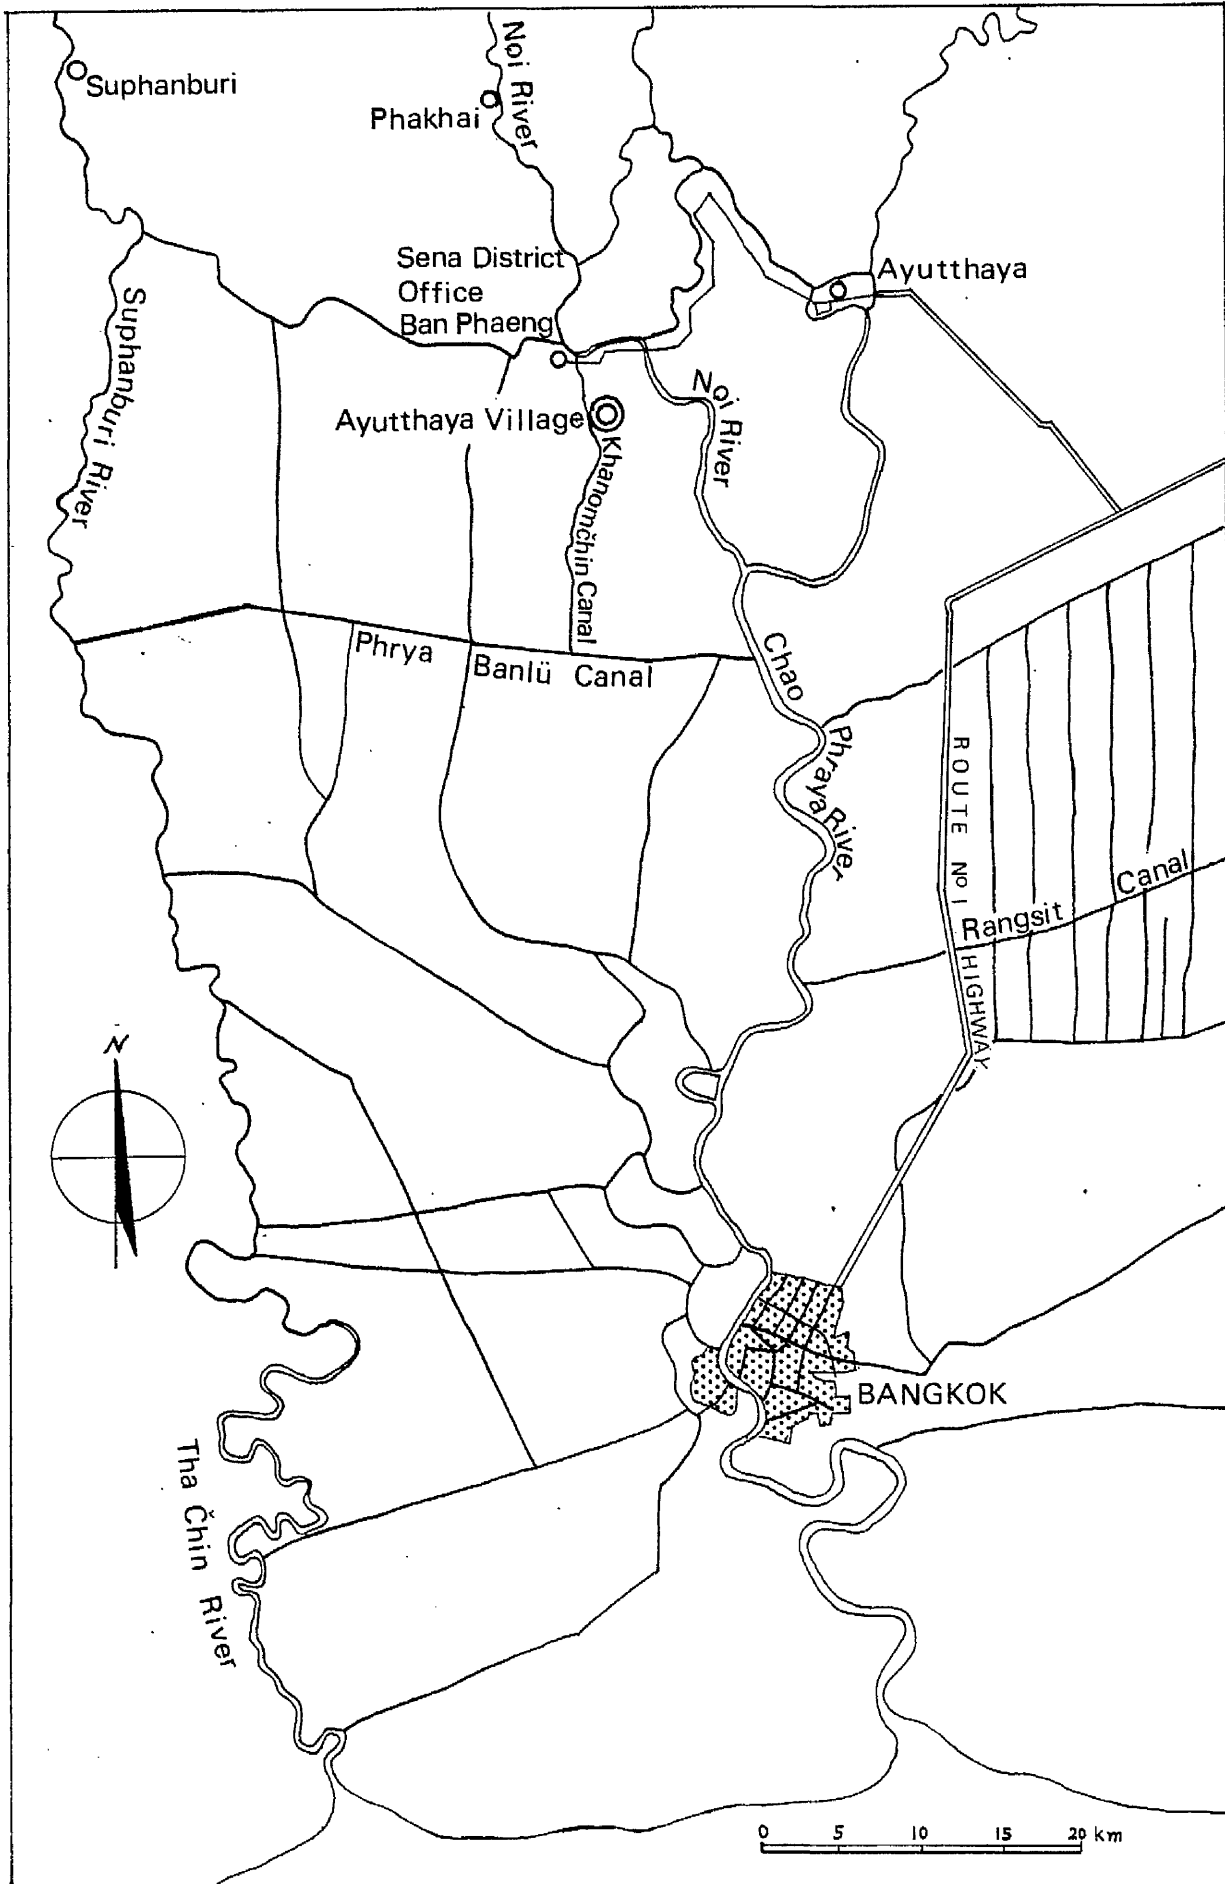 Noi River
Suphanburi
Phakhai
Sena District
Office
Ban Phaeng
Ayutthaya
Suphanburi River
Noi River
Ayutthaya Village
Khanomčhin Canal
Phrya Banlü Canal
Chao Phraya River
ROUTE No 1 HIGHWAY
Rangsit Canal
N
BANGKOK
Tha Čhin River
0 5 10 15 20 km